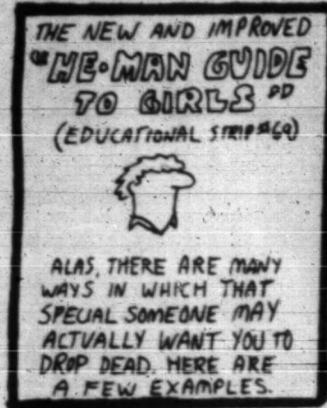 THE NEW AND IMPROVED
"HE-MAN GUIDE
TO GIRLS"
(EDUCATIONAL STRIP #69)
ALAS, THERE ARE MANY
WAYS IN WHICH THAT
SPECIAL SOMEONE MAY
ACTUALLY WANT YOU TO
DROP DEAD. HERE ARE
A FEW EXAMPLES.